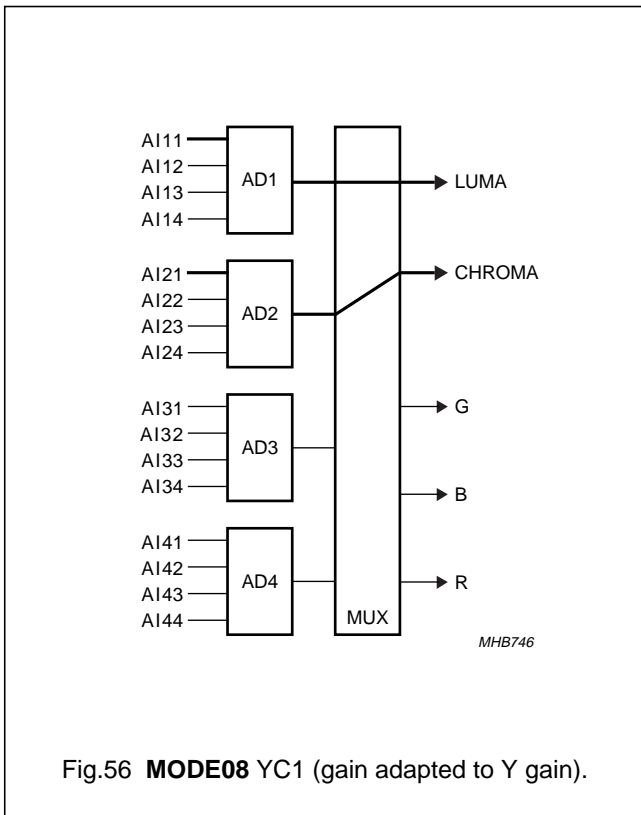 AI11
AI12
AI13
AI14
AD1
LUMA
AI21
AI22
AI23
AI24
AD2
CHROMA
AI31
AI32
AI33
AI34
AD3
G
B
AI41
AI42
AI43
AI44
AD4
R
MUX
MHB746
Fig.56 MODE08 YC1 (gain adapted to Y gain).